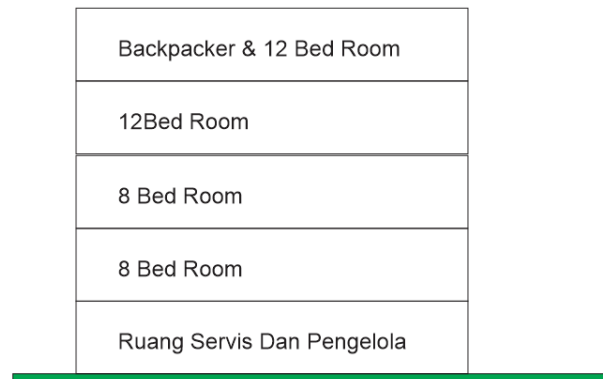 Backpacker & 12 Bed Room
12Bed Room
8 Bed Room
8 Bed Room
Ruang Servis Dan Pengelola